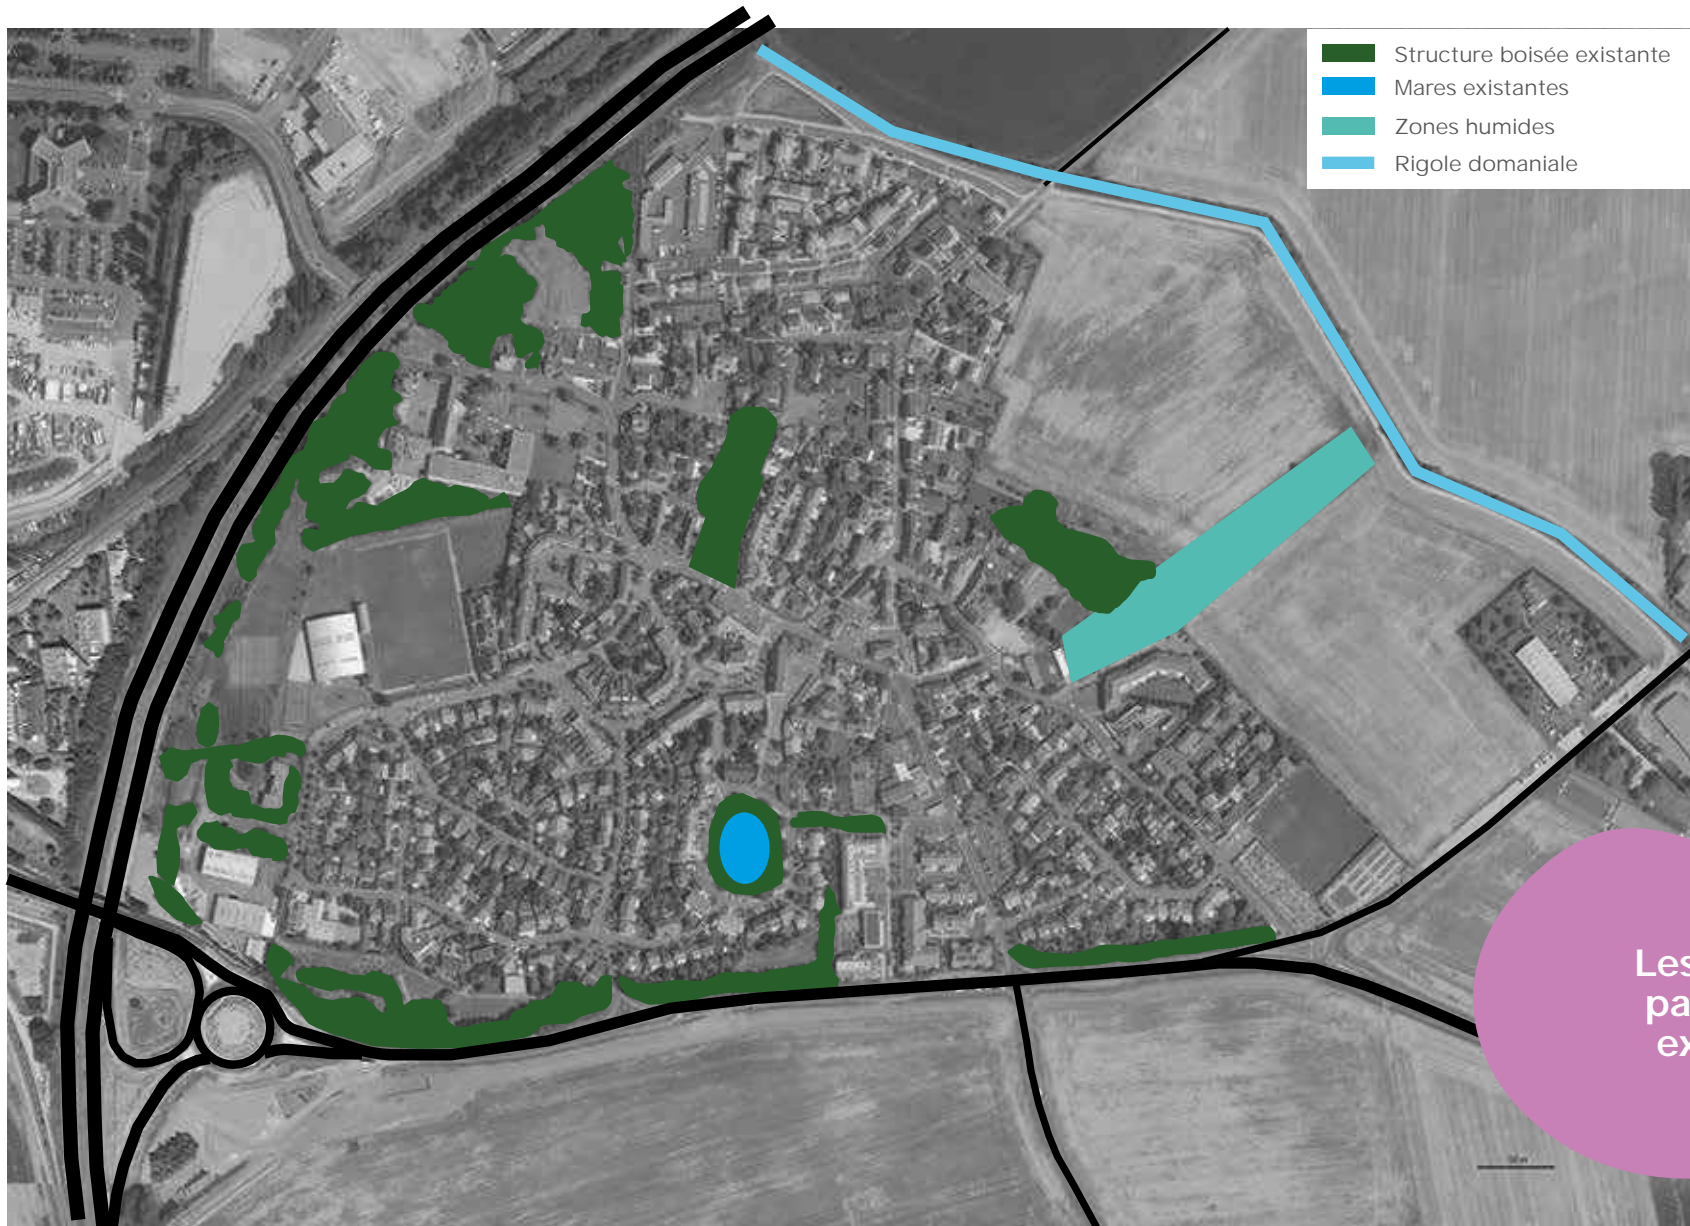 Structure boisée existante
Mares existantes
Zones humides
Rigole domaniale
Les
pa
ex